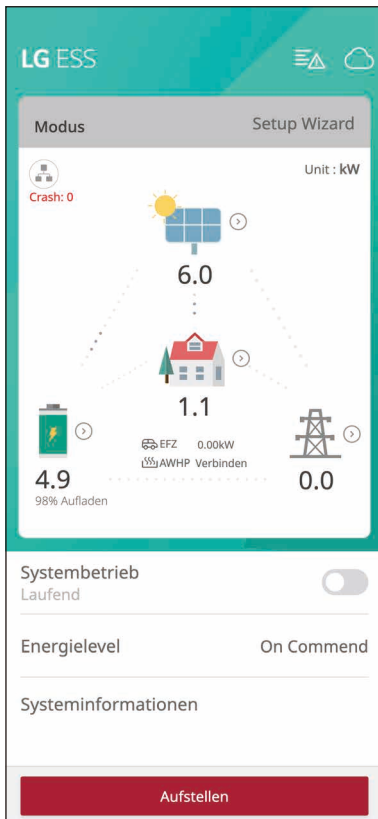 LG ESS
Modus Setup Wizard
Unit : kW
Crash: 0
6.0
1.1
EFZ 0.00kW
AWHP Verbinden
4.9
98% Aufladen
0.0
Systembetrieb
Laufend
Energielevel On Commend
Systeminformationen
Aufstellen